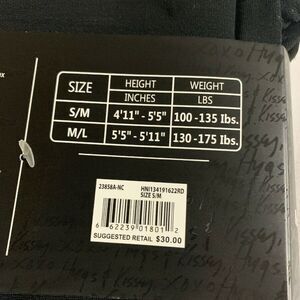 SIZE HEIGHT WEIGHT
INCHES LBS
S/M 4'11" - 5'5" 100 - 135 lbs.
M/L 5'5" - 5'11" 130 - 175 lbs.
23858A-NC HNI134191622RD
SIZE S/M
6 62239 01801 2
SUGGESTED RETAIL $30.00